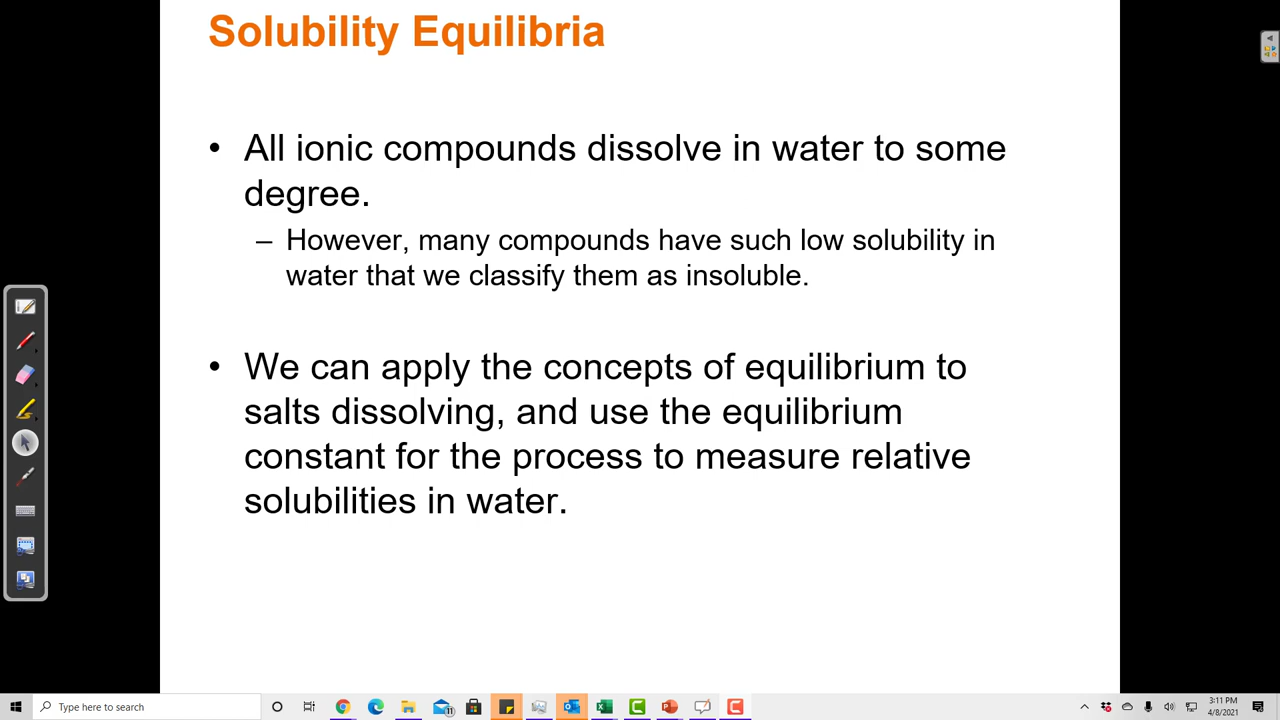 Solubility Equilibria
• All ionic compounds dissolve in water to some
degree.
– However, many compounds have such low solubility in
water that we classify them as insoluble.
• We can apply the concepts of equilibrium to
salts dissolving, and use the equilibrium
constant for the process to measure relative
solubilities in water.
Type here to search
11
3:11 PM
4/8/2021